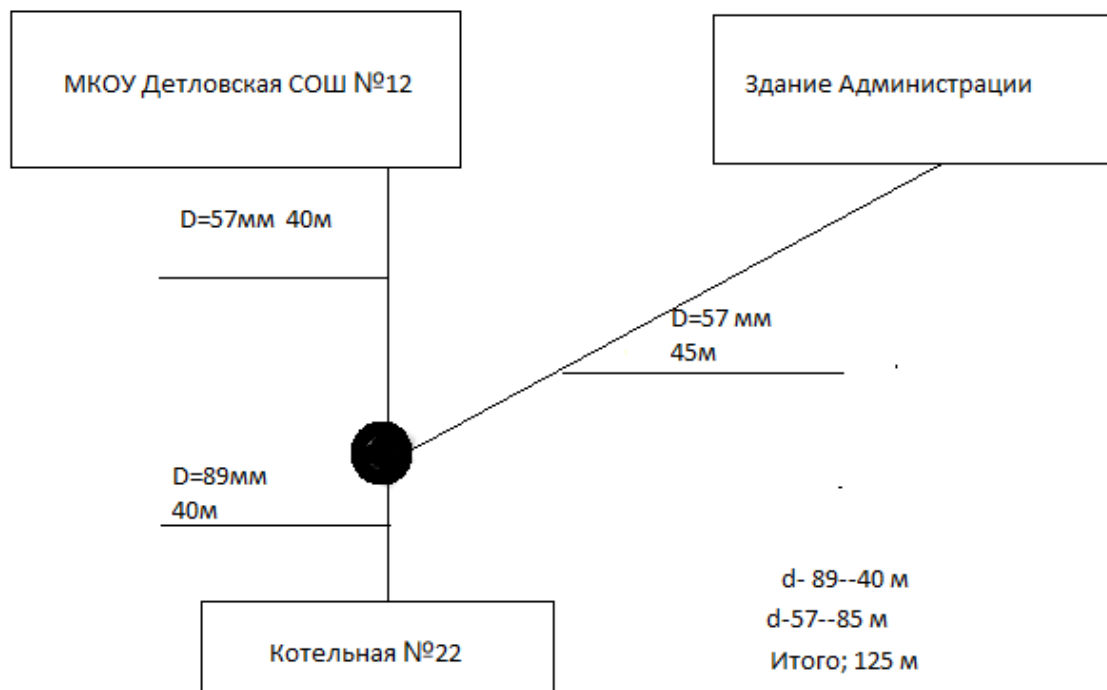 МКОУ Детловская СОШ №12
Здание Администрации
D=57мм 40м
D=57 мм
45м
D=89мм
40м
d- 89--40 м
d-57--85 м
Итого; 125 м
Котельная №22